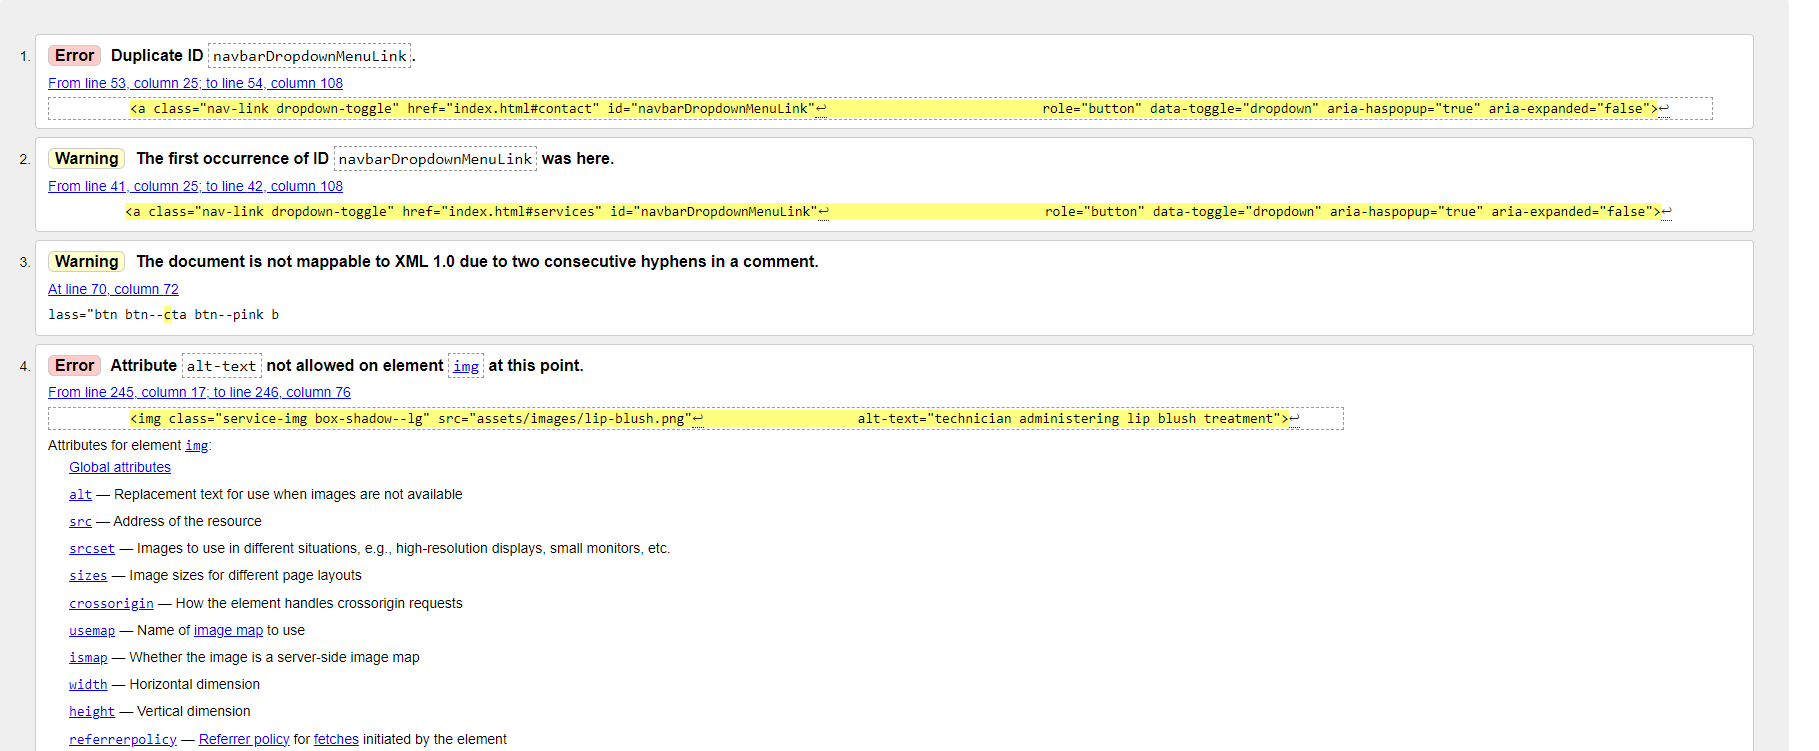 1. Error Duplicate ID navbarDropdownMenuLink.
From line 53, column 25; to line 54, column 108
<a class="nav-link dropdown-toggle" href="index.html#contact" id="navbarDropdownMenuLink"↩ role="button" data-toggle="dropdown" aria-haspopup="true" aria-expanded="false">↩
2. Warning The first occurrence of ID navbarDropdownMenuLink was here.
From line 41, column 25; to line 42, column 108
<a class="nav-link dropdown-toggle" href="index.html#services" id="navbarDropdownMenuLink"↩ role="button" data-toggle="dropdown" aria-haspopup="true" aria-expanded="false">↩
3. Warning The document is not mappable to XML 1.0 due to two consecutive hyphens in a comment.
At line 70, column 72
lass="btn btn--cta btn--pink b
4. Error Attribute alt-text not allowed on element img at this point.
From line 245, column 17; to line 246, column 76
<img class="service-img box-shadow--lg" src="assets/images/lip-blush.png"↩ alt-text="technician administering lip blush treatment">↩
Attributes for element img:
Global attributes
alt — Replacement text for use when images are not available
src — Address of the resource
srcset — Images to use in different situations, e.g., high-resolution displays, small monitors, etc.
sizes — Image sizes for different page layouts
crossorigin — How the element handles crossorigin requests
usemap — Name of image map to use
ismap — Whether the image is a server-side image map
width — Horizontal dimension
height — Vertical dimension
referrerpolicy — Referrer policy for fetches initiated by the element